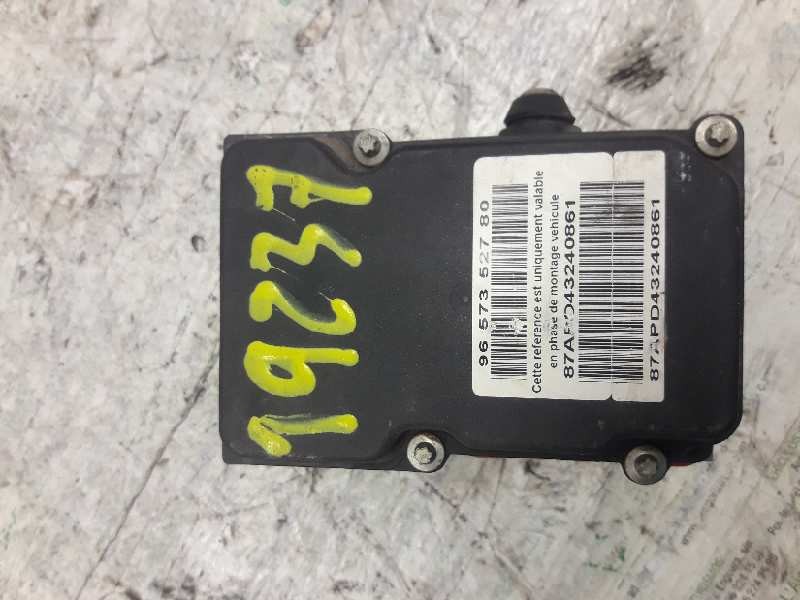 19237
96 573 527 80
Cette reference est uniquement valable
en phase de montage vehicule
87APD43240861
87APD43240861